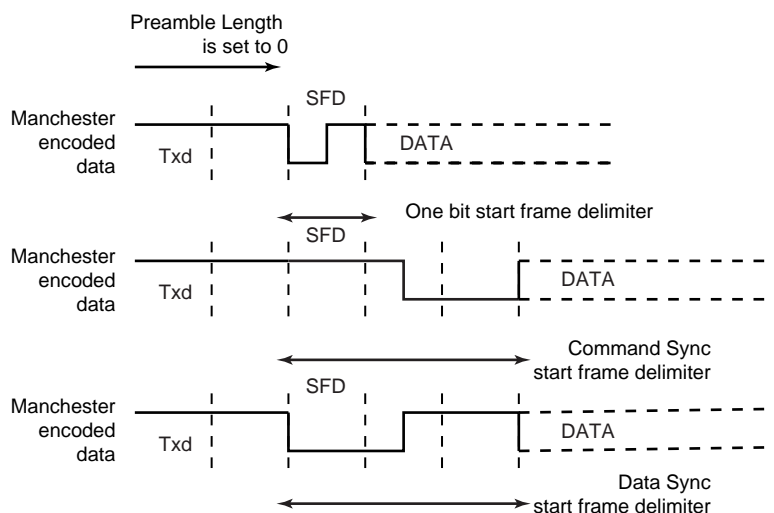 Preamble Length
is set to 0
SFD
Manchester
encoded
data
Txd
DATA
One bit start frame delimiter
SFD
Manchester
encoded
data
Txd
DATA
Command Sync
start frame delimiter
SFD
Manchester
encoded
data
Txd
DATA
Data Sync
start frame delimiter